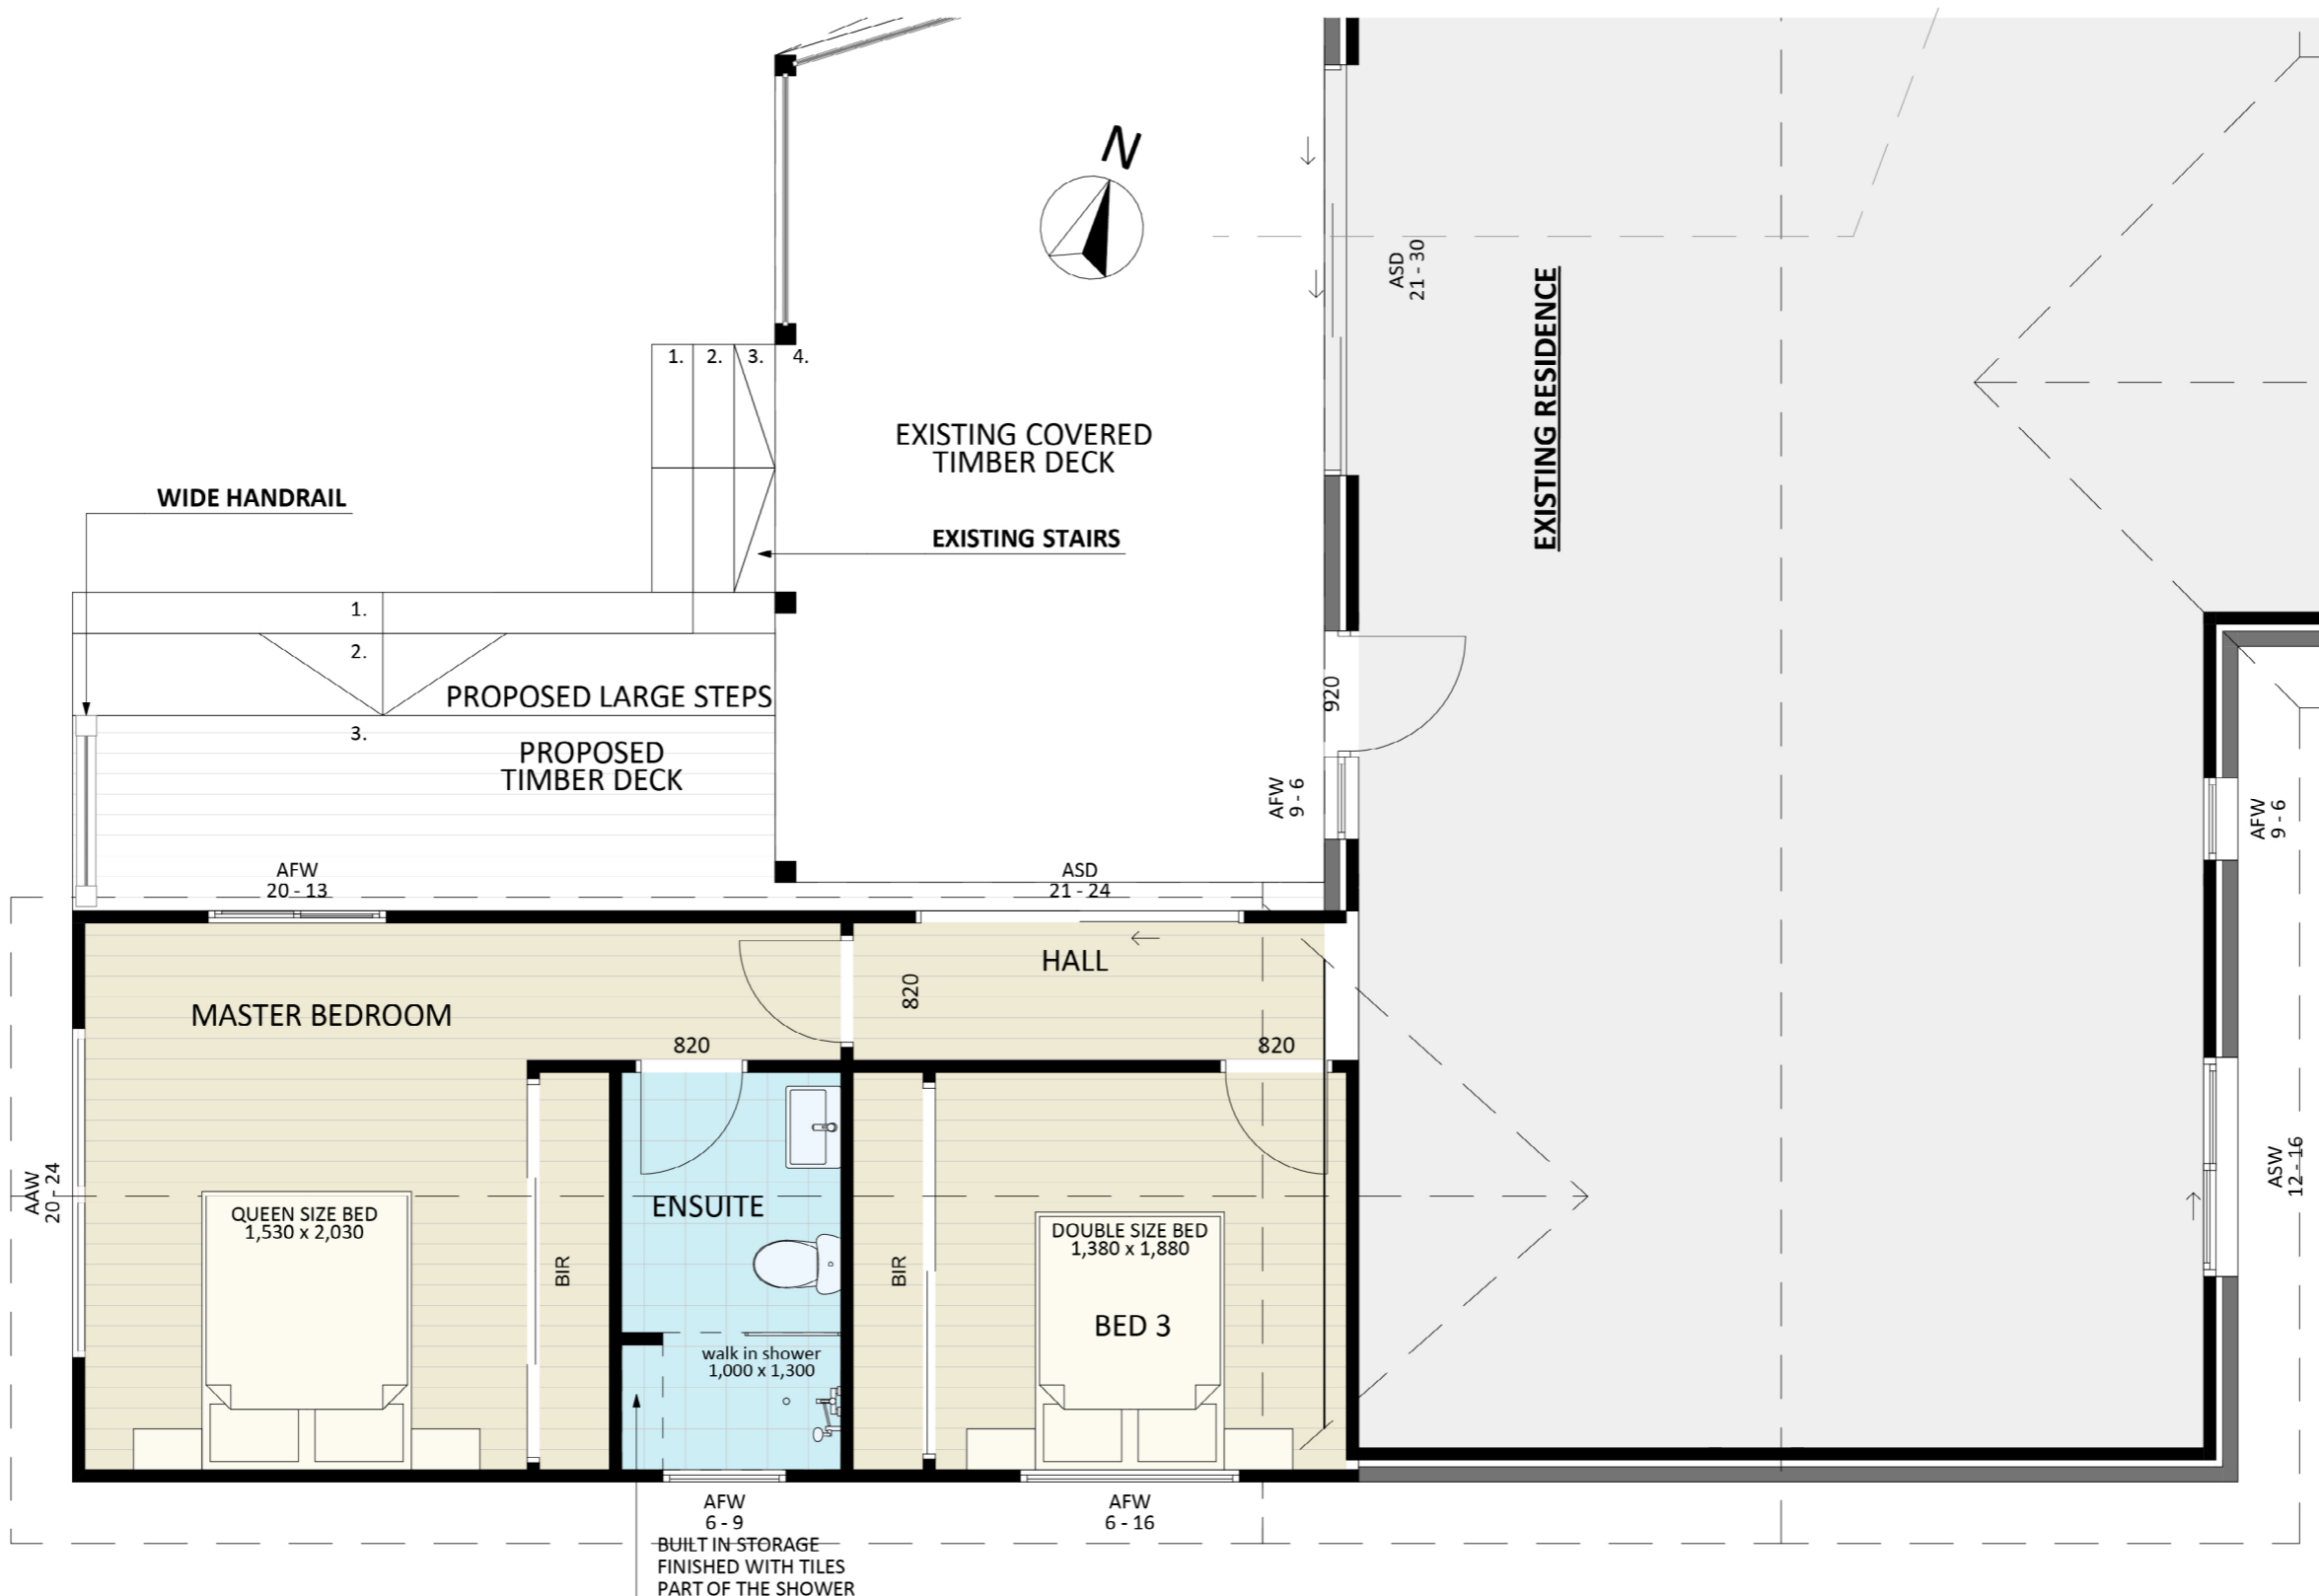 N
ASD
21 - 30
EXISTING RESIDENCE
1.
2.
3.
4.
EXISTING COVERED
TIMBER DECK
WIDE HANDRAIL
EXISTING STAIRS
1.
2.
PROPOSED LARGE STEPS
920
3.
PROPOSED
TIMBER DECK
AFW
9 - 6
AFW
9 - 6
AFW
20 - 13
ASD
21 - 24
HALL
820
MASTER BEDROOM
820
820
AAW
20 - 24
ASW
12 - 16
QUEEN SIZE BED
1,530 x 2,030
ENSUITE
DOUBLE SIZE BED
1,380 x 1,880
BIR
BIR
BED 3
walk in shower
1,000 x 1,300
AFW
6 - 9
AFW
6 - 16
BUILT IN STORAGE
FINISHED WITH TILES
PART OF THE SHOWER